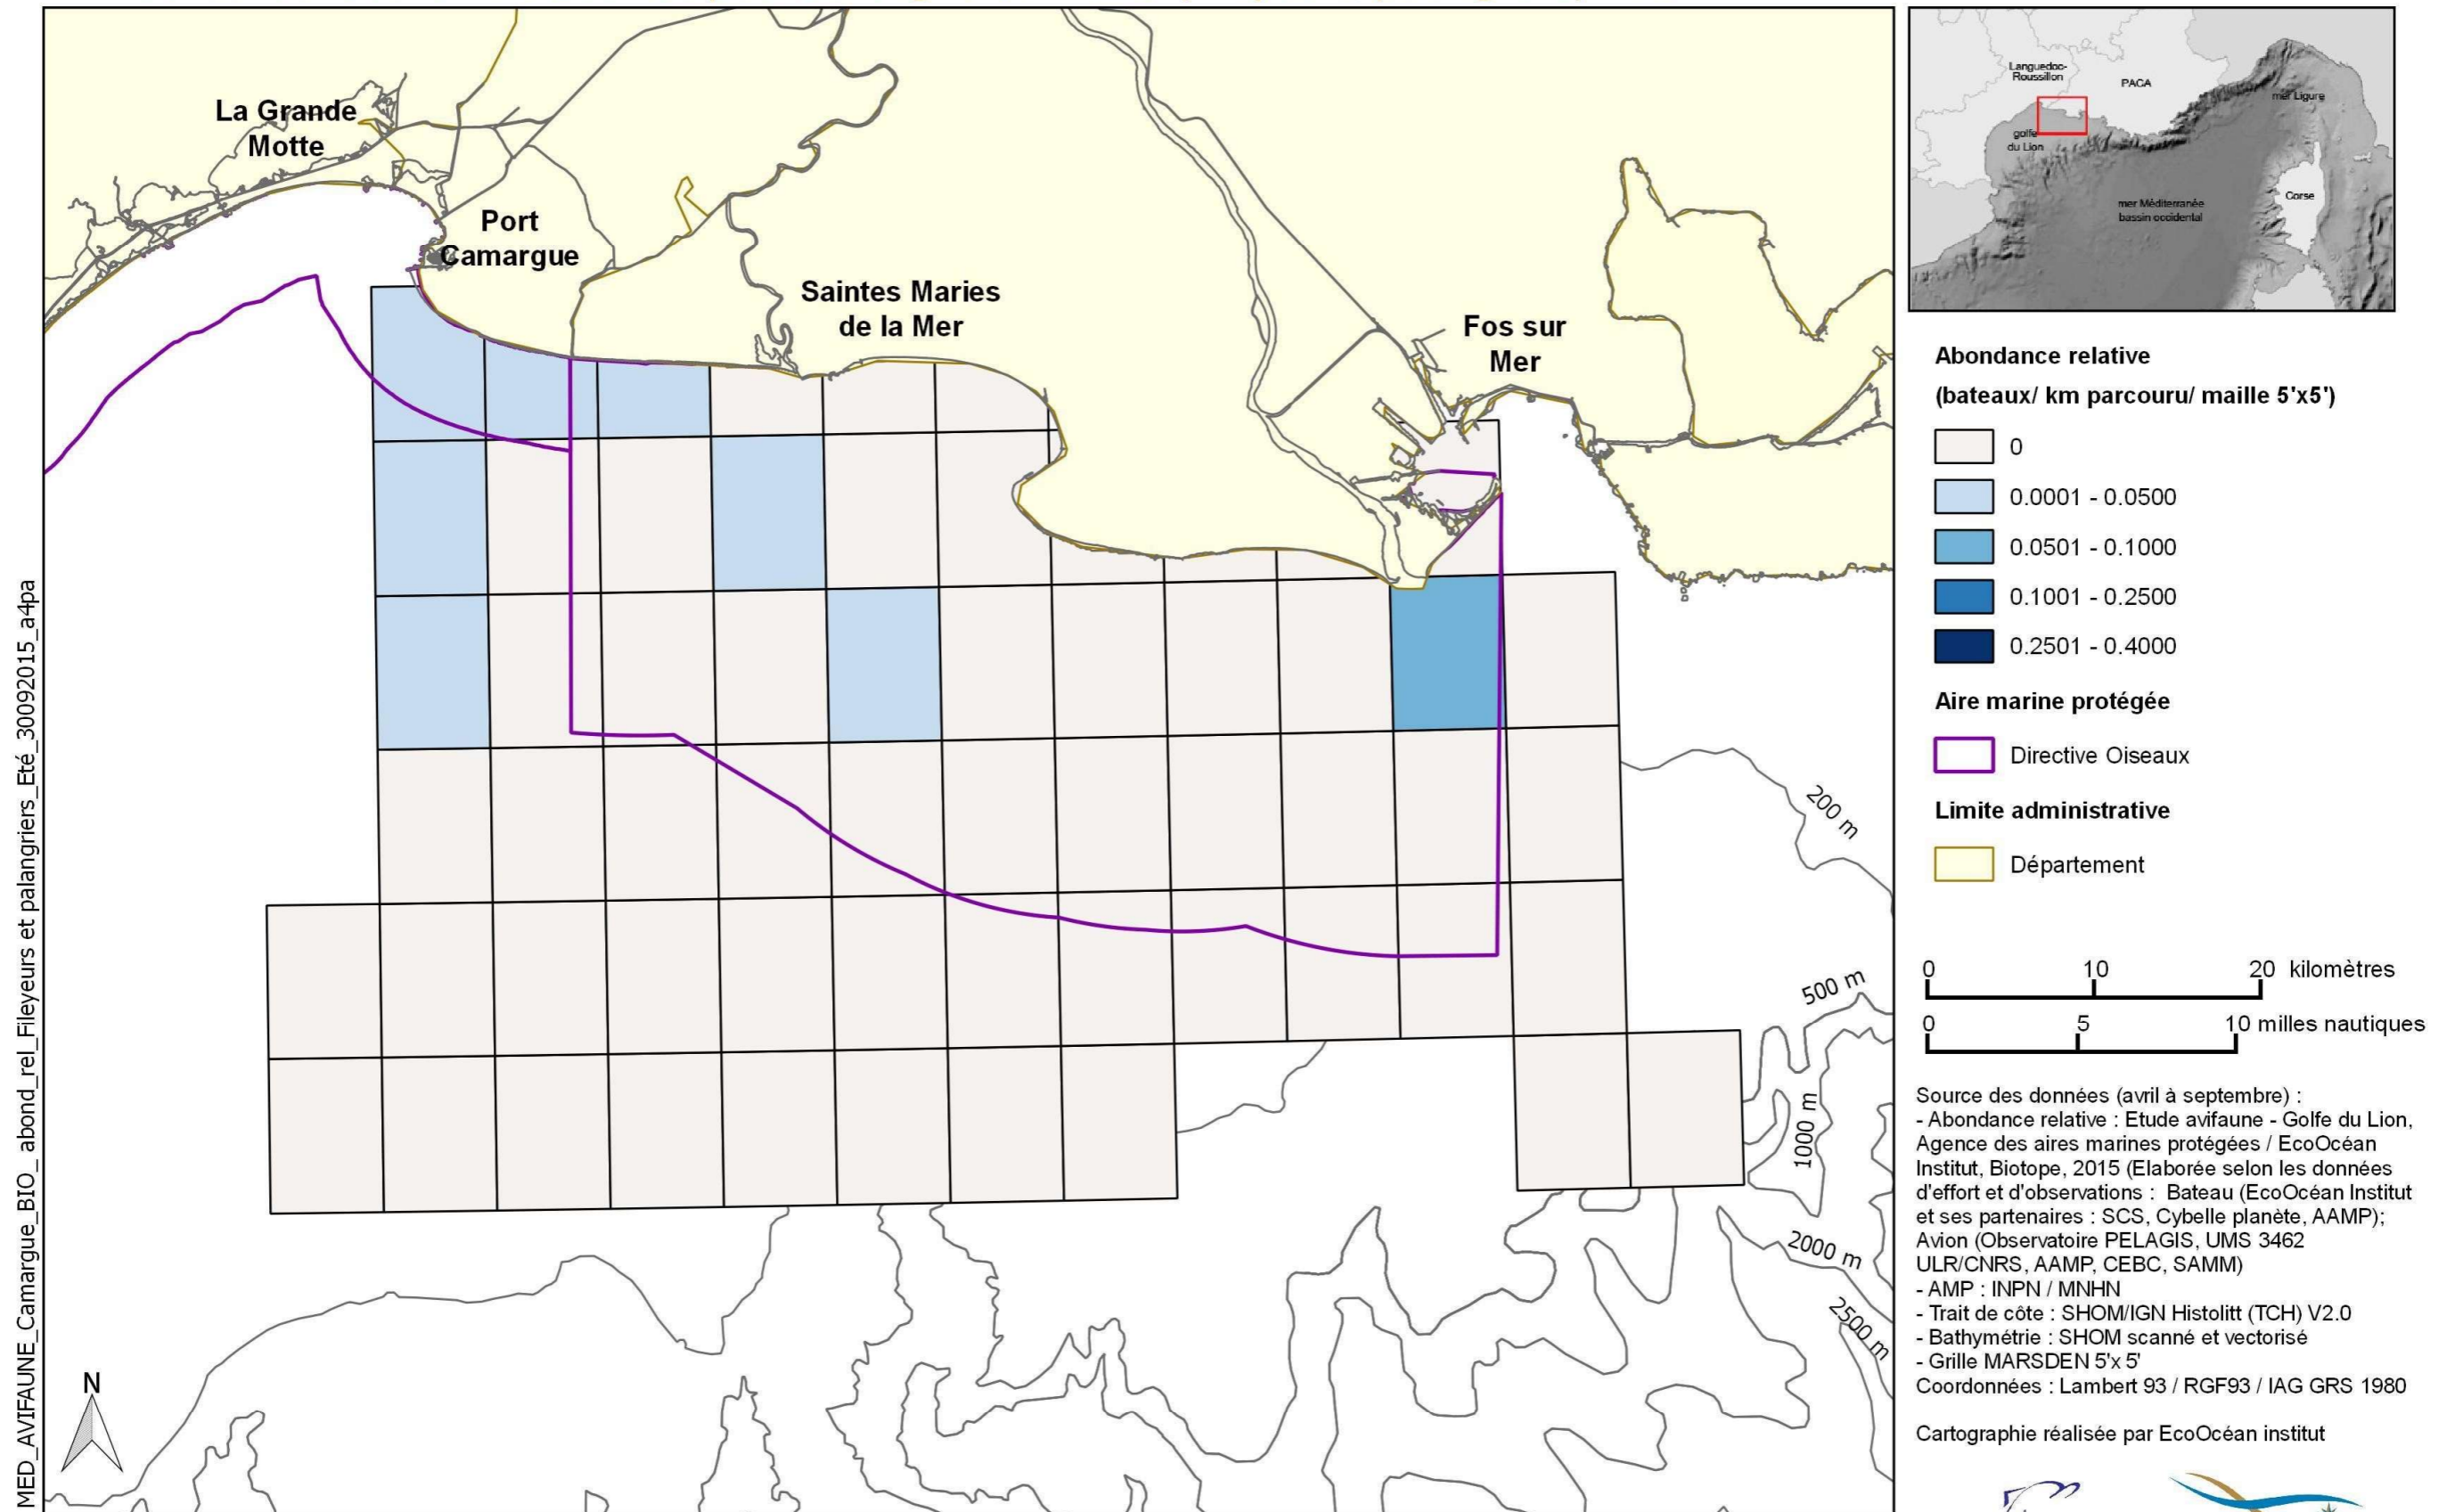 La Grande
Motte
Port
Camargue
Saintes Maries
de la Mer
Fos sur
Mer
200 m
500 m
1000 m
2000 m
2500 m
N
MED_AVIFAUNE_Camargue_BIO_ abond_rel_Fileyeurs et palangriers_Eté_30092015_a4pa
Languedoc-
Roussillon
PACA
mer Ligure
golfe
du Lion
Corse
mer Méditerranée
bassin occidental
Abondance relative
(bateaux/ km parcouru/ maille 5'x5')
0
0.0001 - 0.0500
0.0501 - 0.1000
0.1001 - 0.2500
0.2501 - 0.4000
Aire marine protégée
Directive Oiseaux
Limite administrative
Département
0 10 20 kilomètres
0 5 10 milles nautiques
Source des données (avril à septembre) :
- Abondance relative : Etude avifaune - Golfe du Lion,
Agence des aires marines protégées / EcoOcéan
Institut, Biotope, 2015 (Elaborée selon les données
d'effort et d'observations : Bateau (EcoOcéan Institut
et ses partenaires : SCS, Cybelle planète, AAMP);
Avion (Observatoire PELAGIS, UMS 3462
ULR/CNRS, AAMP, CEBC, SAMM)
- AMP : INPN / MNHN
- Trait de côte : SHOM/IGN Histolitt (TCH) V2.0
- Bathymétrie : SHOM scanné et vectorisé
- Grille MARSDEN 5'x 5'
Coordonnées : Lambert 93 / RGF93 / IAG GRS 1980
Cartographie réalisée par EcoOcéan institut